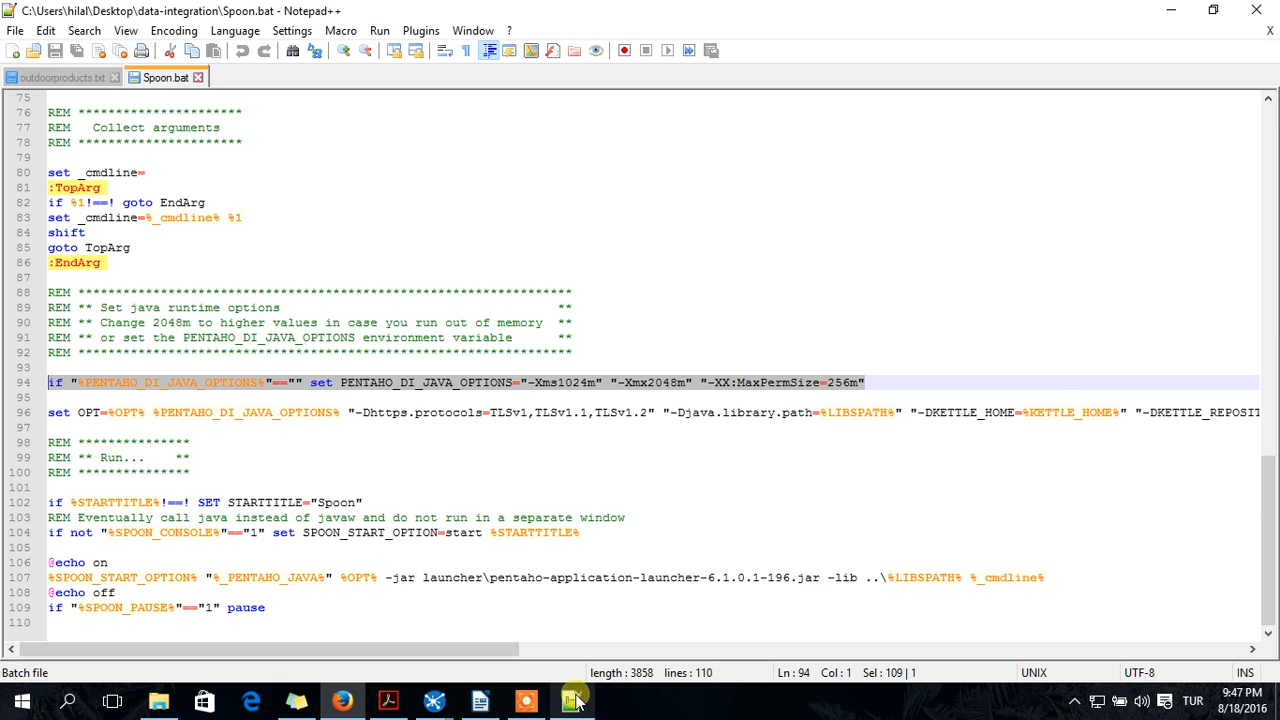 C:\Users\hilal\Desktop\data-integration\Spoon.bat - Notepad++
File Edit Search View Encoding Language Settings Macro Run Plugins Window ? X
outdoorproducts.txt Spoon.bat
75
76 REM **********************
77 REM   Collect arguments
78 REM **********************
79
80 set _cmdline=
81 :TopArg
82 if %1!==! goto EndArg
83 set _cmdline=%_cmdline% %1
84 shift
85 goto TopArg
86 :EndArg
87
88 REM ******************************************************************
89 REM ** Set java runtime options                                     **
90 REM ** Change 2048m to higher values in case you run out of memory  **
91 REM ** or set the PENTAHO_DI_JAVA_OPTIONS environment variable      **
92 REM ******************************************************************
93
94 if "%PENTAHO_DI_JAVA_OPTIONS%"=="" set PENTAHO_DI_JAVA_OPTIONS="-Xms1024m" "-Xmx2048m" "-XX:MaxPermSize=256m"
95
96 set OPT=%OPT% %PENTAHO_DI_JAVA_OPTIONS% "-Dhttps.protocols=TLSv1,TLSv1.1,TLSv1.2" "-Djava.library.path=%LIBSPATH%" "-DKETTLE_HOME=%KETTLE_HOME%" "-DKETTLE_REPOSIT
97
98 REM ***************
99 REM ** Run...    **
100 REM ***************
101
102 if %STARTTITLE%!==! SET STARTTITLE="Spoon"
103 REM Eventually call java instead of javaw and do not run in a separate window
104 if not "%SPOON_CONSOLE%"=="1" set SPOON_START_OPTION=start %STARTTITLE%
105
106 @echo on
107 %SPOON_START_OPTION% "%_PENTAHO_JAVA%" %OPT% -jar launcher\pentaho-application-launcher-6.1.0.1-196.jar -lib ..\%LIBSPATH% %_cmdline%
108 @echo off
109 if "%SPOON_PAUSE%"=="1" pause
110
Batch file length : 3858 lines : 110 Ln : 94 Col : 1 Sel : 109 | 1 UNIX UTF-8 INS
TUR 9:47 PM
8/18/2016